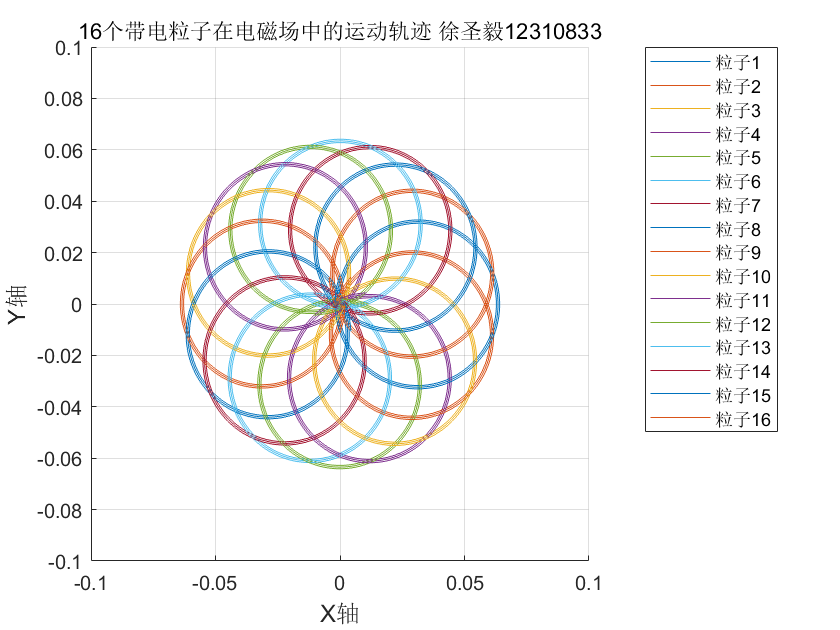 16个带电粒子在电磁场中的运动轨迹 徐圣毅12310833
0.1
0.08
0.06
0.04
0.02
0
-0.02
-0.04
-0.06
-0.08
-0.1
Y轴
-0.1
-0.05
0
0.05
0.1
X轴
粒子1
粒子2
粒子3
粒子4
粒子5
粒子6
粒子7
粒子8
粒子9
粒子10
粒子11
粒子12
粒子13
粒子14
粒子15
粒子16